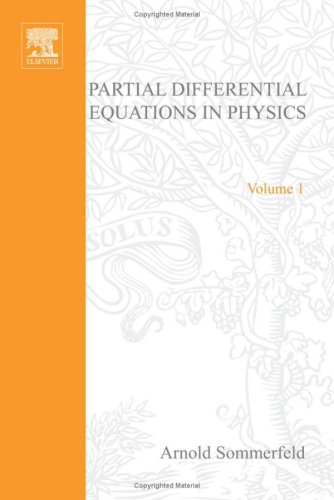 Copyrighted Material
ELSEVIER
PARTIAL DIFFERENTIAL
EQUATIONS IN PHYSICS
Volume 1
SOLUS
Arnold Sommerfeld
Copyrighted Material